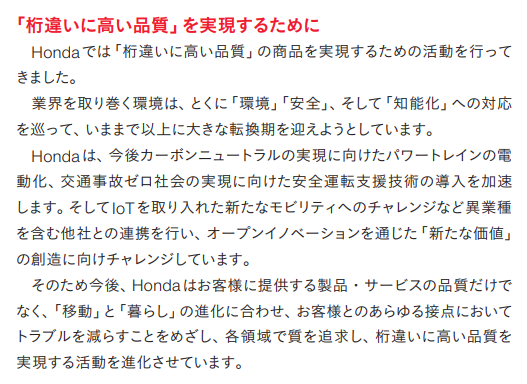 「桁違いに高い品質」を実現するために
Hondaでは「桁違いに高い品質」の商品を実現するための活動を行って
きました。
業界を取り巻く環境は、とくに「環境」「安全」、そして「知能化」への対応
を巡って、いままで以上に大きな転換期を迎えようとしています。
Hondaは、今後カーボンニュートラルの実現に向けたパワートレインの電
動化、交通事故ゼロ社会の実現に向けた安全運転支援技術の導入を加速
します。そしてIoTを取り入れた新たなモビリティへのチャレンジなど異業種
を含む他社との連携を行い、オープンイノベーションを通じた「新たな価値」
の創造に向けチャレンジしています。
そのため今後、Hondaはお客様に提供する製品・サービスの品質だけで
なく、「移動」と「暮らし」の進化に合わせ、お客様とのあらゆる接点において
トラブルを減らすことをめざし、各領域で質を追求し、桁違いに高い品質を
実現する活動を進化させています。